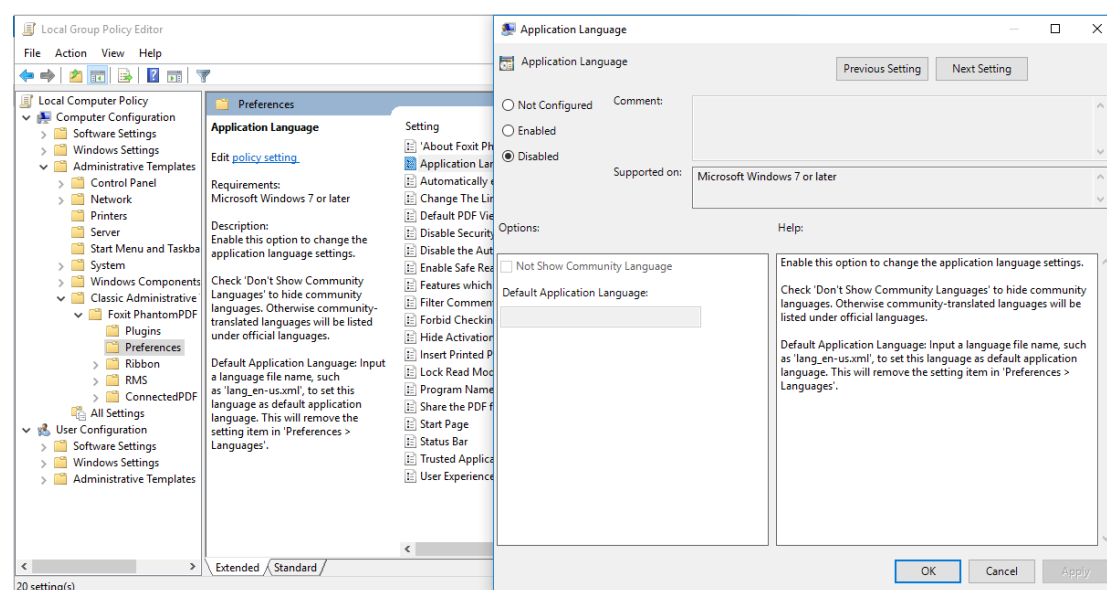 Local Group Policy Editor
File Action View Help
Local Computer Policy
Computer Configuration
Software Settings
Windows Settings
Administrative Templates
Control Panel
Network
Printers
Server
Start Menu and Taskba
System
Windows Components
Classic Administrative
Foxit PhantomPDF
Plugins
Preferences
Ribbon
RMS
ConnectedPDF
All Settings
User Configuration
Software Settings
Windows Settings
Administrative Templates
Preferences
Application Language
Edit policy setting
Requirements:
Microsoft Windows 7 or later
Description:
Enable this option to change the
application language settings.
Check 'Don't Show Community
Languages' to hide community
languages. Otherwise community-
translated languages will be listed
under official languages.
Default Application Language: Input
a language file name, such
as 'lang_en-us.xml', to set this
language as default application
language. This will remove the
setting item in 'Preferences >
Languages'.
Setting
'About Foxit Ph
Application Lan
Automatically e
Change The Lin
Default PDF Vie
Disable Security
Disable the Aut
Enable Safe Rea
Features which
Filter Commen
Forbid Checkin
Hide Activation
Insert Printed P
Lock Read Mod
Program Name
Share the PDF f
Start Page
Status Bar
Trusted Applica
User Experience
Extended Standard
20 setting(s)
Application Language
Application Language
Previous Setting Next Setting
Not Configured Comment:
Enabled
Disabled
Supported on: Microsoft Windows 7 or later
Options: Help:
Not Show Community Language
Default Application Language:
Enable this option to change the application language settings.
Check 'Don't Show Community Languages' to hide community
languages. Otherwise community-translated languages will be
listed under official languages.
Default Application Language: Input a language file name, such
as 'lang_en-us.xml', to set this language as default application
language. This will remove the setting item in 'Preferences >
Languages'.
OK Cancel Apply